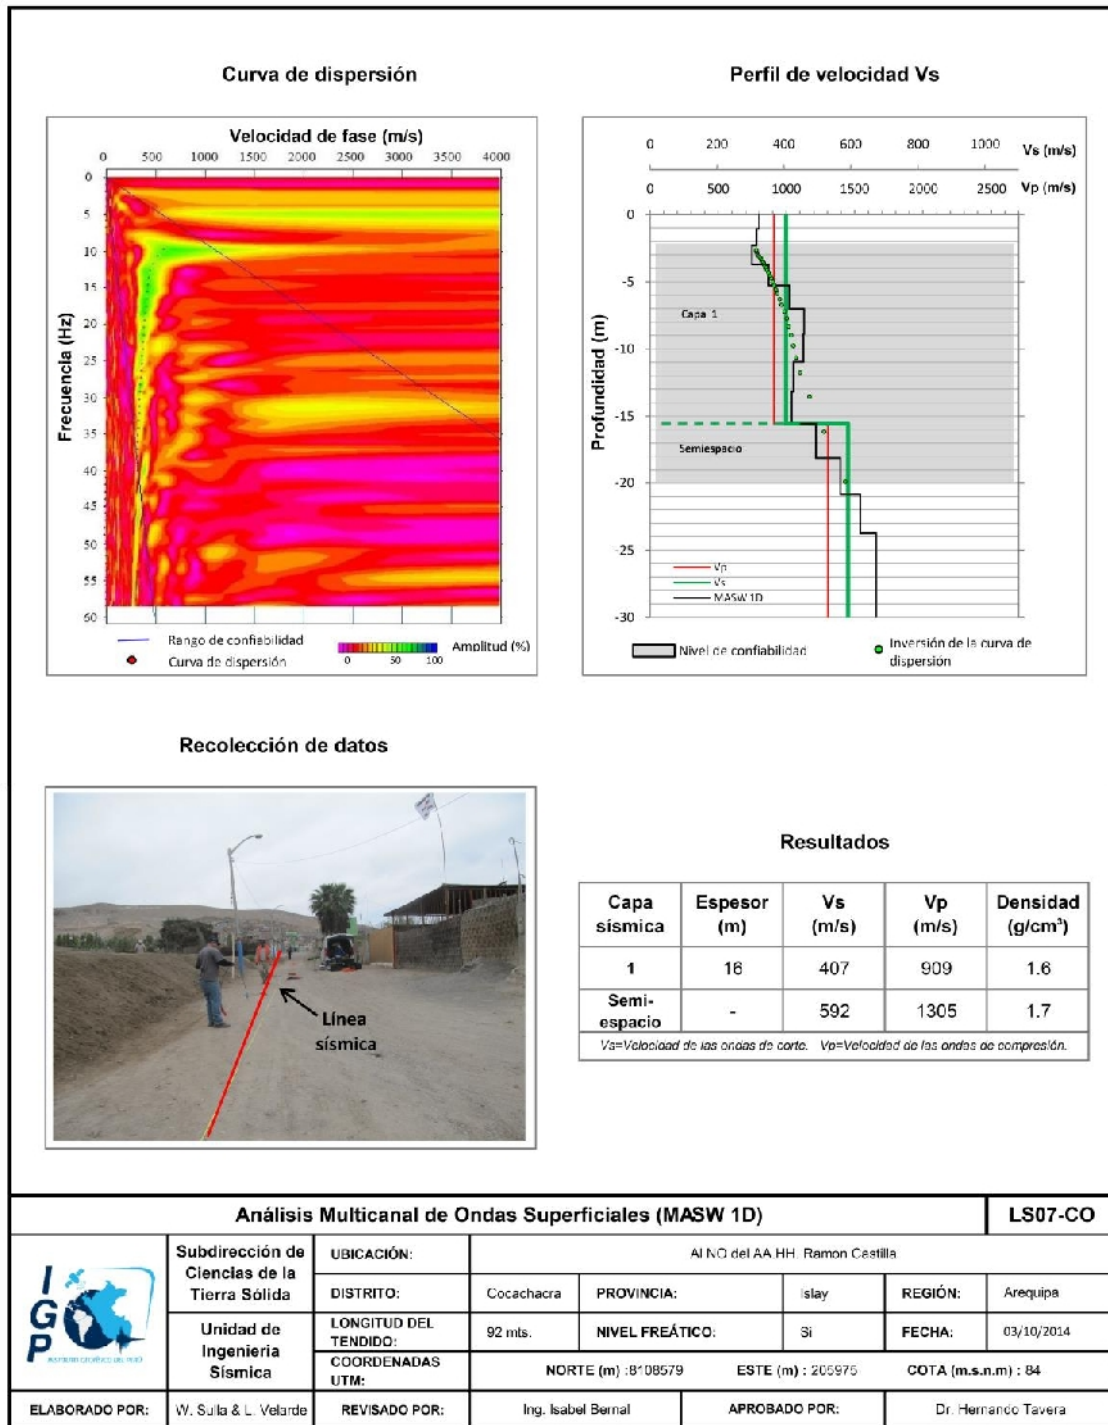 Curva de dispersión
Perfil de velocidad Vs
Velocidad de fase (m/s)
0 500 1000 1500 2000 2500 3000 3500 4000
Frecuencia (Hz)
0
5
10
15
20
25
30
35
40
45
50
55
60
Rango de confiabilidad
Curva de dispersión
0 50 100 Amplitud (%)
0 200 400 600 800 1000 Vs (m/s)
0 500 1000 1500 2000 2500 Vp (m/s)
Profundidad (m)
0
-5
-10
-15
-20
-25
-30
Capa 1
Semiespacio
Vp
Vs
MASW 1D
Nivel de confiabilidad
Inversión de la curva de
dispersión
Recolección de datos
Línea
sísmica
Resultados
Capa sísmica Espesor (m) Vs (m/s) Vp (m/s) Densidad (g/cm³)
1 16 407 909 1.6
Semi-espacio - 592 1305 1.7
Vs=Velocidad de las ondas de corte. Vp=Velocidad de las ondas de compresión.
Análisis Multicanal de Ondas Superficiales (MASW 1D) LS07-CO
IGP
Subdirección de
Ciencias de la
Tierra Sólida
Unidad de
Ingenieria
Sísmica
UBICACIÓN: Al NO del AA.HH. Ramon Castilla
DISTRITO: Cocachacra PROVINCIA: Islay REGIÓN: Arequipa
LONGITUD DEL TENDIDO: 92 mts. NIVEL FREÁTICO: Si FECHA: 03/10/2014
COORDENADAS UTM: NORTE (m) :8108579 ESTE (m) : 205975 COTA (m.s.n.m) : 84
ELABORADO POR: W. Sulla & L. Velarde REVISADO POR: Ing. Isabel Bernal APROBADO POR: Dr. Hernando Tavera